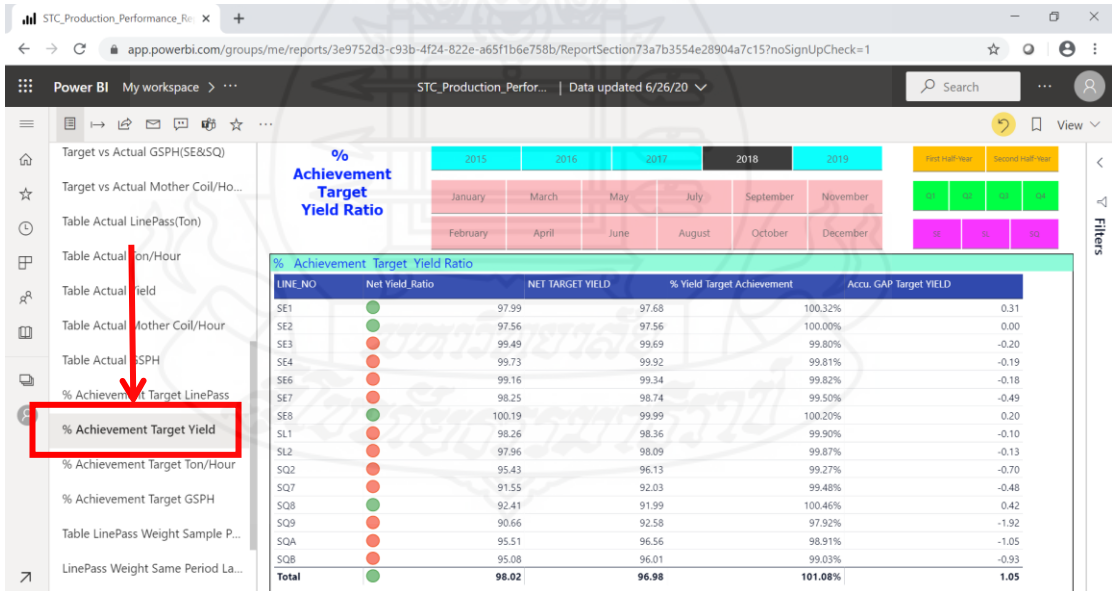 STC_Production_Performance_Re
app.powerbi.com/groups/me/reports/3e9752d3-c93b-4f24-822e-a65f1b6e758b/ReportSection73a7b3554e28904a7c15?noSignUpCheck=1
Power BI My workspace > ···
STC_Production_Perfor... | Data updated 6/26/20
Search
View
Target vs Actual GSPH(SE&SQ)
Target vs Actual Mother Coil/Ho...
Table Actual LinePass(Ton)
Table Actual Ton/Hour
Table Actual Yield
Table Actual Mother Coil/Hour
Table Actual GSPH
% Achievement Target LinePass
% Achievement Target Yield
% Achievement Target Ton/Hour
% Achievement Target GSPH
Table LinePass Weight Sample P...
LinePass Weight Same Period La...
%
Achievement
Target
Yield Ratio
2015 2016 2017 2018 2019
January March May July September November
February April June August October December
First Half-Year Second Half-Year
Q1 Q2 Q3 Q4
SE SL SQ
Filters
% Achievement Target Yield Ratio
LINE_NO Net Yield_Ratio NET TARGET YIELD % Yield Target Achievement Accu. GAP Target YIELD
SE1 97.99 97.68 100.32% 0.31
SE2 97.56 97.56 100.00% 0.00
SE3 99.49 99.69 99.80% -0.20
SE4 99.73 99.92 99.81% -0.19
SE6 99.16 99.34 99.82% -0.18
SE7 98.25 98.74 99.50% -0.49
SE8 100.19 99.99 100.20% 0.20
SL1 98.26 98.36 99.90% -0.10
SL2 97.96 98.09 99.87% -0.13
SQ2 95.43 96.13 99.27% -0.70
SQ7 91.55 92.03 99.48% -0.48
SQ8 92.41 91.99 100.46% 0.42
SQ9 90.66 92.58 97.92% -1.92
SQA 95.51 96.56 98.91% -1.05
SQB 95.08 96.01 99.03% -0.93
Total 98.02 96.98 101.08% 1.05